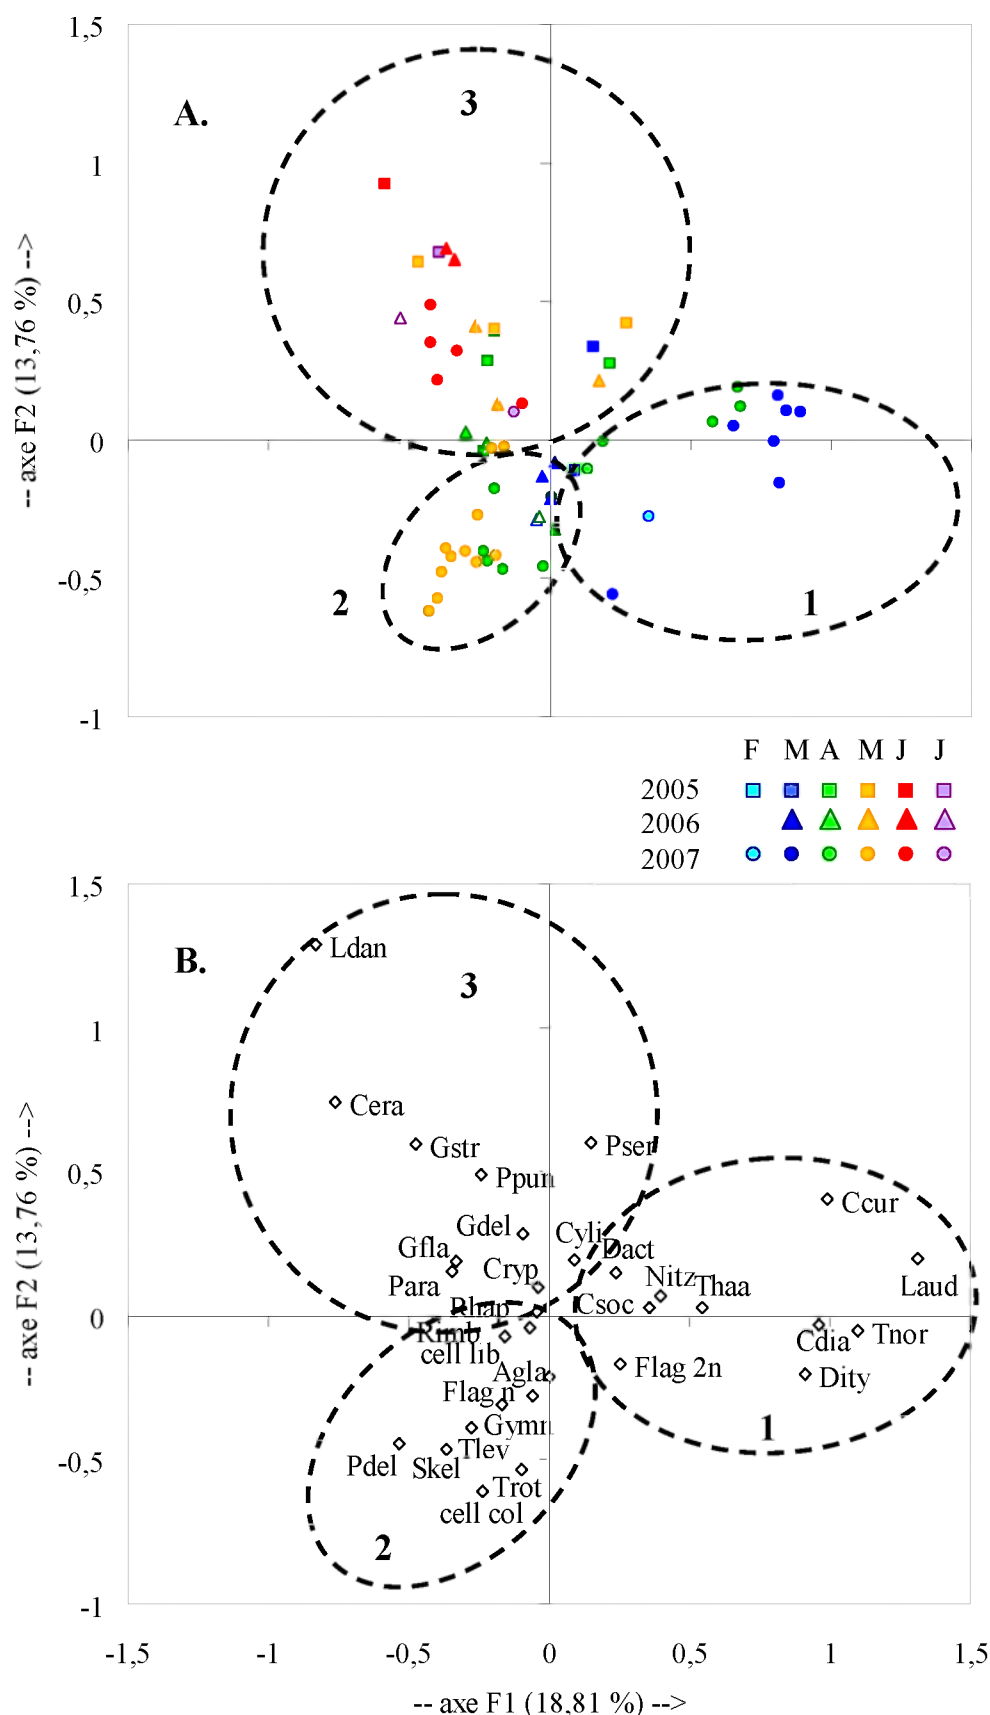 1,5
3
A.
1
0,5
0
-0,5
2
1
-1
-- axe F2 (13,76 %) -->
F M A M J J
2005
2006
2007
1,5
B.
Ldan
3
1
Cera
Gstr
Pser
0,5
Ppun
Ccur
Gdel
Cyli
Gfla
Dact
Cryp
Nitz
Thaa
Para
Csoc
Laud
Rhap
0
Rimb
Cdia
Tnor
cell lib
Agla
Flag 2n
Dity
Flag n
Gymn
1
Tlev
Pdel
Skel
-0,5
Trot
cell col
2
-1
-- axe F2 (13,76 %) -->
-1,5 -1 -0,5 0 0,5 1 1,5
-- axe F1 (18,81 %) -->